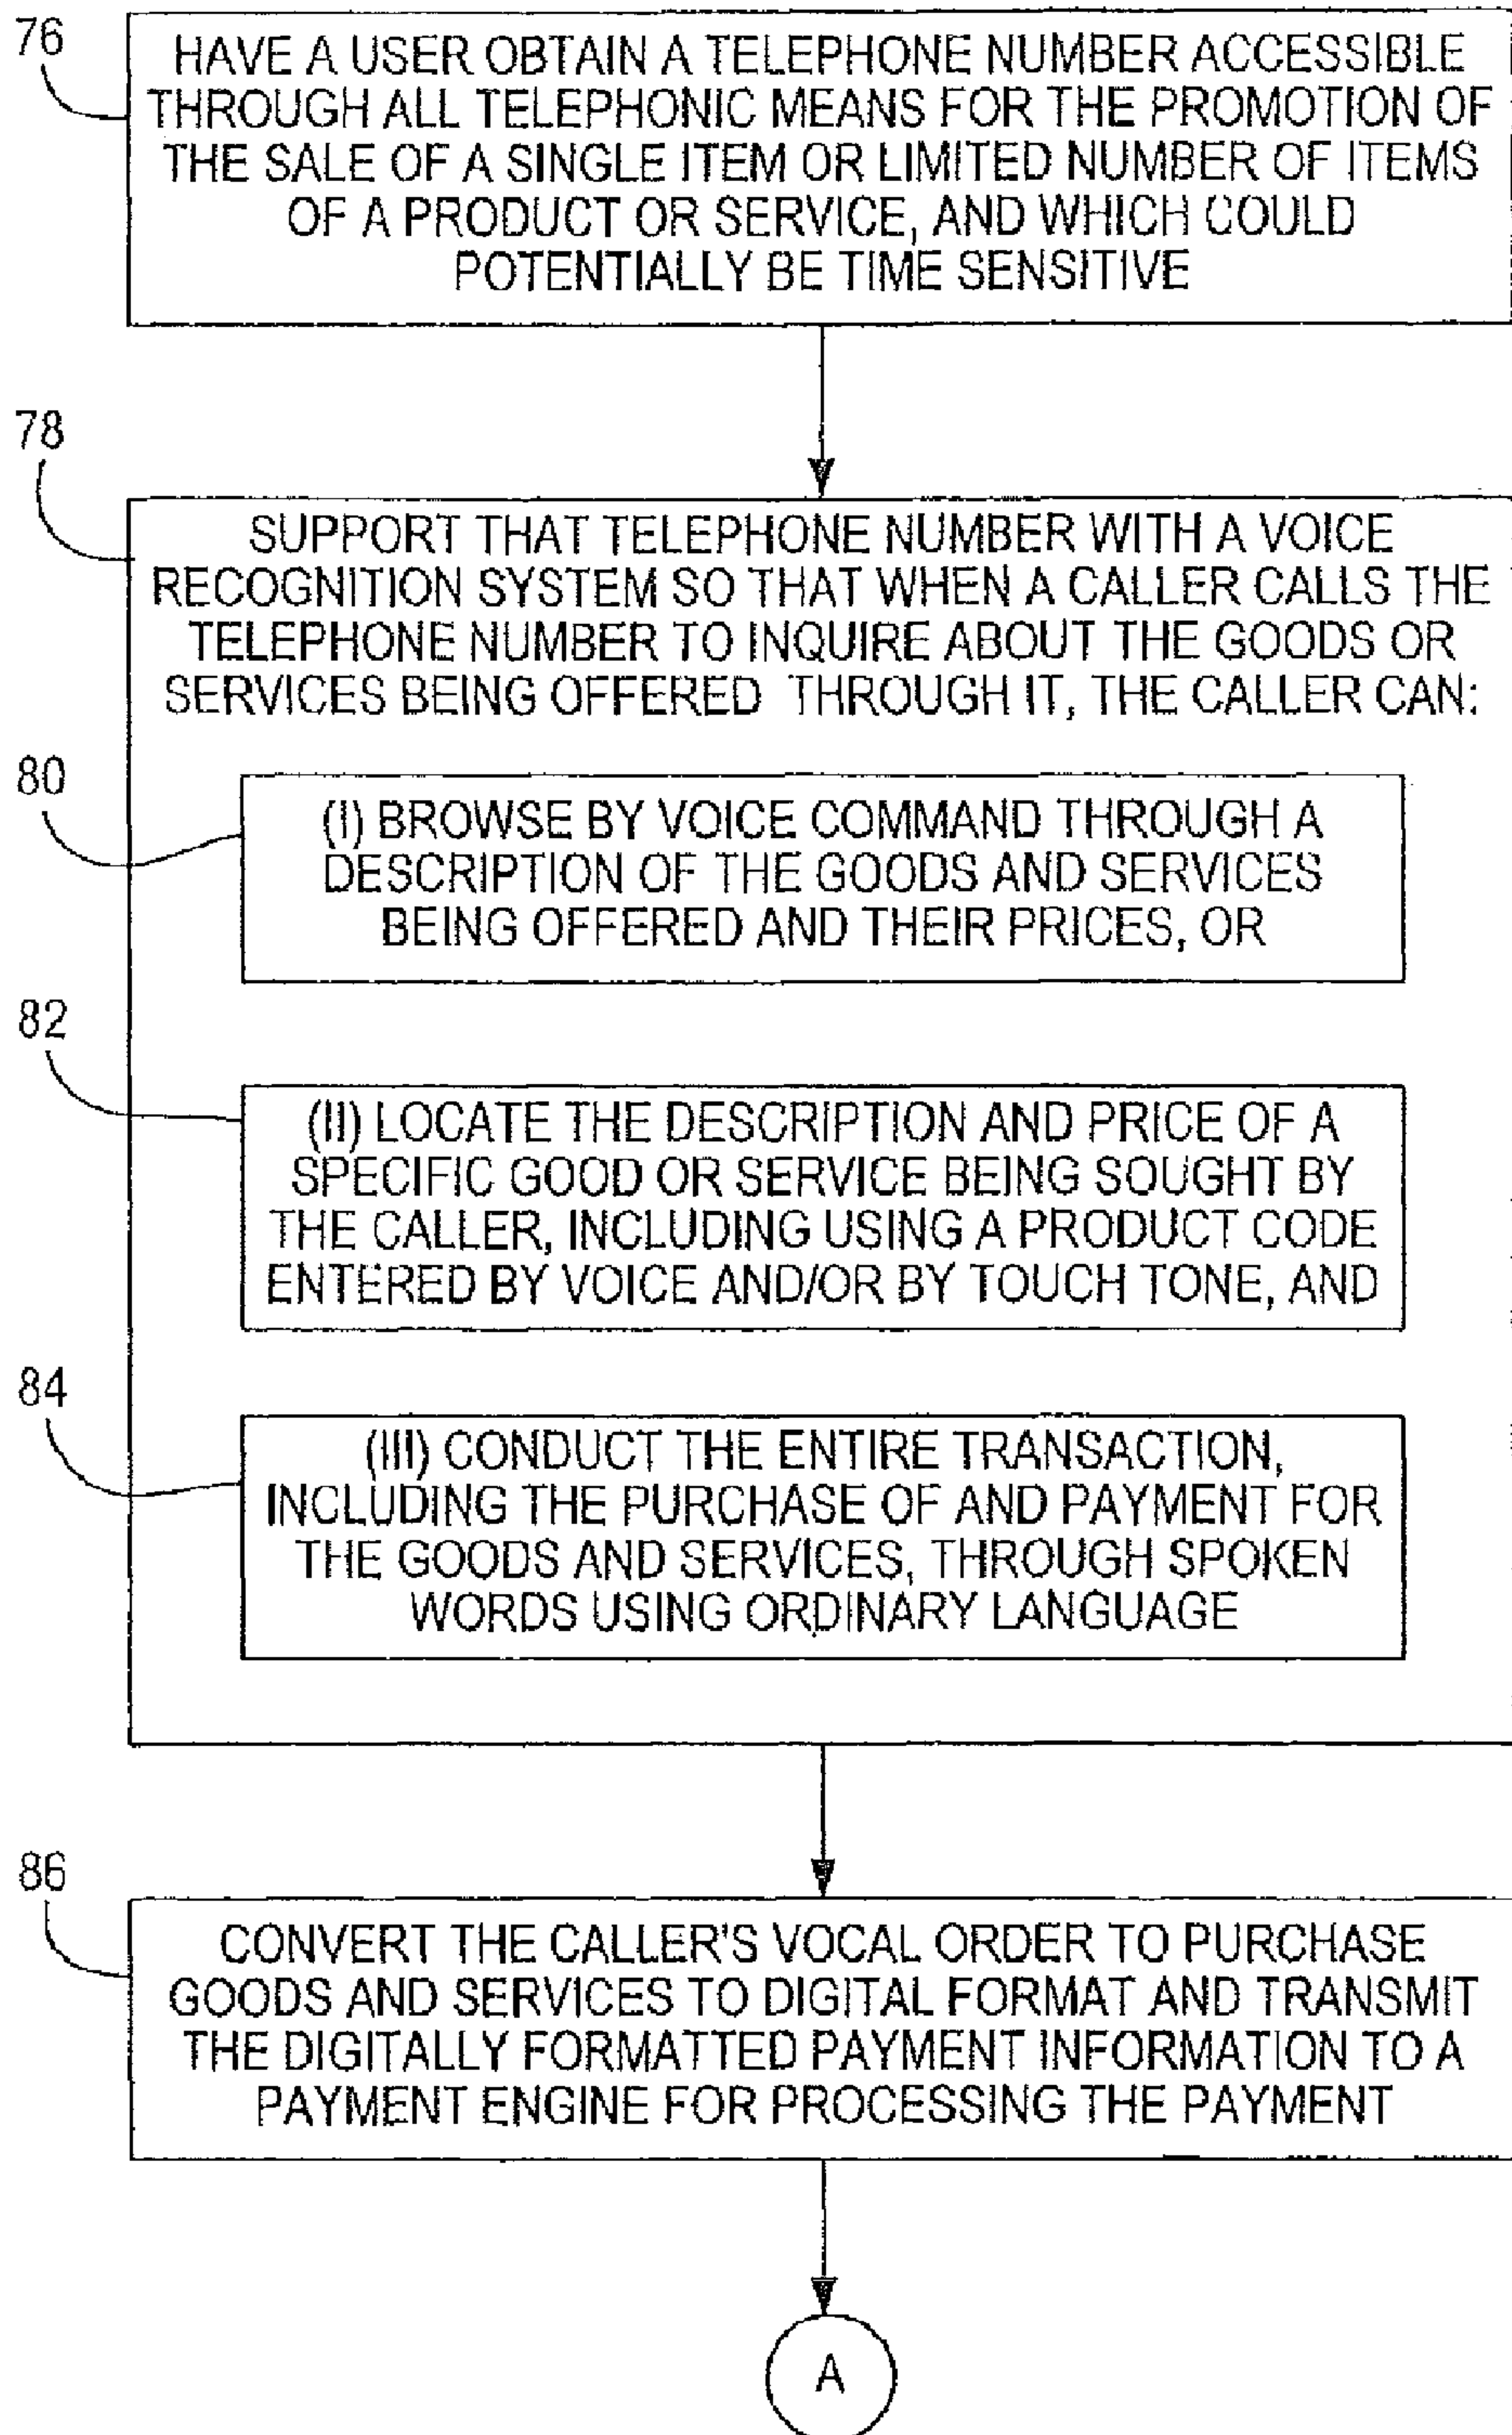 76
HAVE A USER OBTAIN A TELEPHONE NUMBER ACCESSIBLE
THROUGH ALL TELEPHONIC MEANS FOR THE PROMOTION OF
THE SALE OF A SINGLE ITEM OR LIMITED NUMBER OF ITEMS
OF A PRODUCT OR SERVICE, AND WHICH COULD
POTENTIALLY BE TIME SENSITIVE
78
SUPPORT THAT TELEPHONE NUMBER WITH A VOICE
RECOGNITION SYSTEM SO THAT WHEN A CALLER CALLS THE
TELEPHONE NUMBER TO INQUIRE ABOUT THE GOODS OR
SERVICES BEING OFFERED THROUGH IT, THE CALLER CAN:
80
(I) BROWSE BY VOICE COMMAND THROUGH A
DESCRIPTION OF THE GOODS AND SERVICES
BEING OFFERED AND THEIR PRICES, OR
82
(II) LOCATE THE DESCRIPTION AND PRICE OF A
SPECIFIC GOOD OR SERVICE BEING SOUGHT BY
THE CALLER, INCLUDING USING A PRODUCT CODE
ENTERED BY VOICE AND/OR BY TOUCH TONE, AND
84
(III) CONDUCT THE ENTIRE TRANSACTION,
INCLUDING THE PURCHASE OF AND PAYMENT FOR
THE GOODS AND SERVICES, THROUGH SPOKEN
WORDS USING ORDINARY LANGUAGE
86
CONVERT THE CALLER'S VOCAL ORDER TO PURCHASE
GOODS AND SERVICES TO DIGITAL FORMAT AND TRANSMIT
THE DIGITALLY FORMATTED PAYMENT INFORMATION TO A
PAYMENT ENGINE FOR PROCESSING THE PAYMENT
A